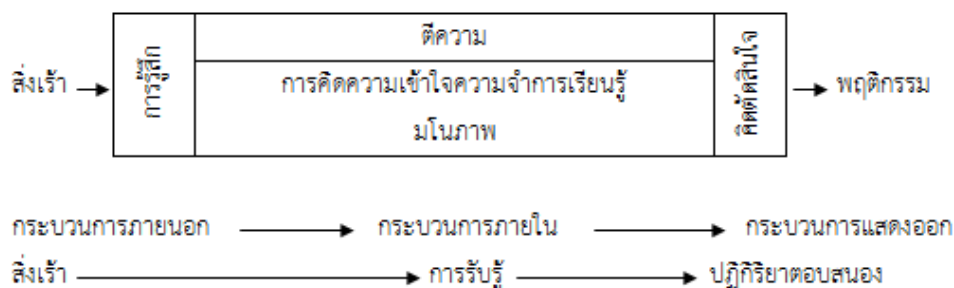 สิ่งเร้า
การรู้สึก
ตีความ
การคิดความเข้าใจความจำการเรียนรู้
มโนภาพ
คิดตัดสินใจ
พฤติกรรม
กระบวนการภายนอก กระบวนการภายใน กระบวนการแสดงออก
สิ่งเร้า การรับรู้ ปฏิกิริยาตอบสนอง